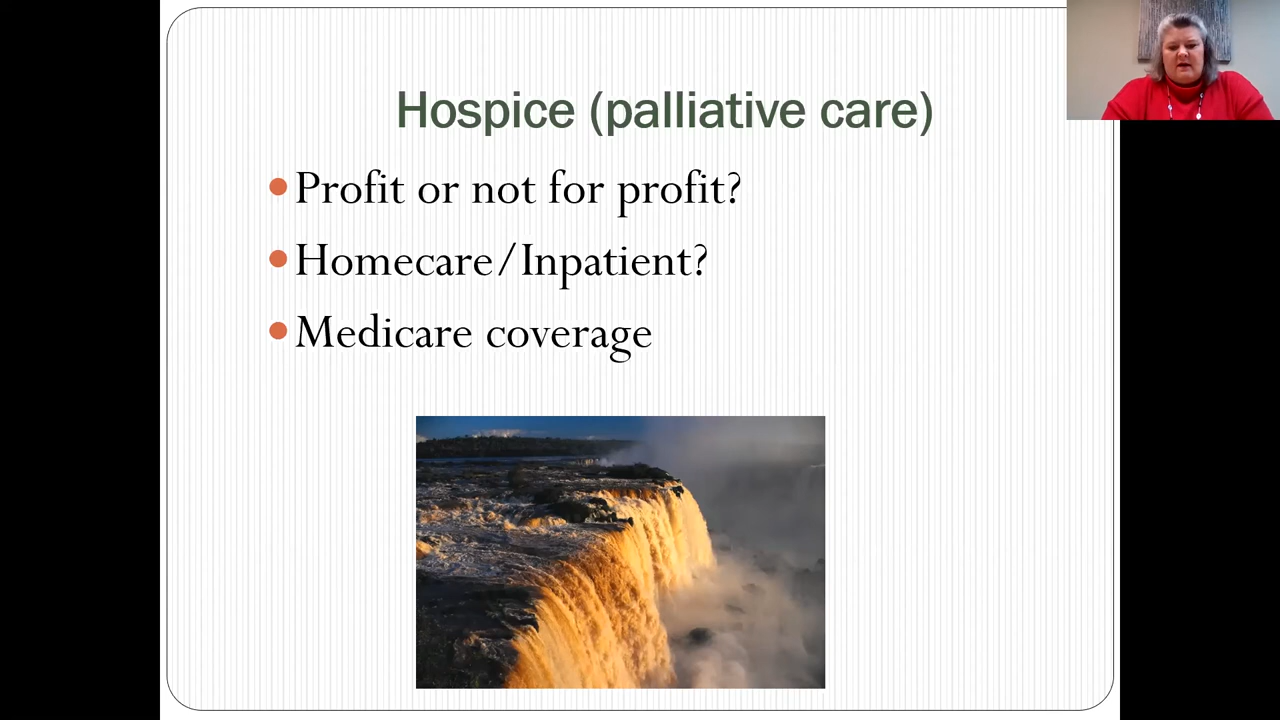 Hospice (palliative care)
Profit or not for profit?
Homecare/Inpatient?
Medicare coverage